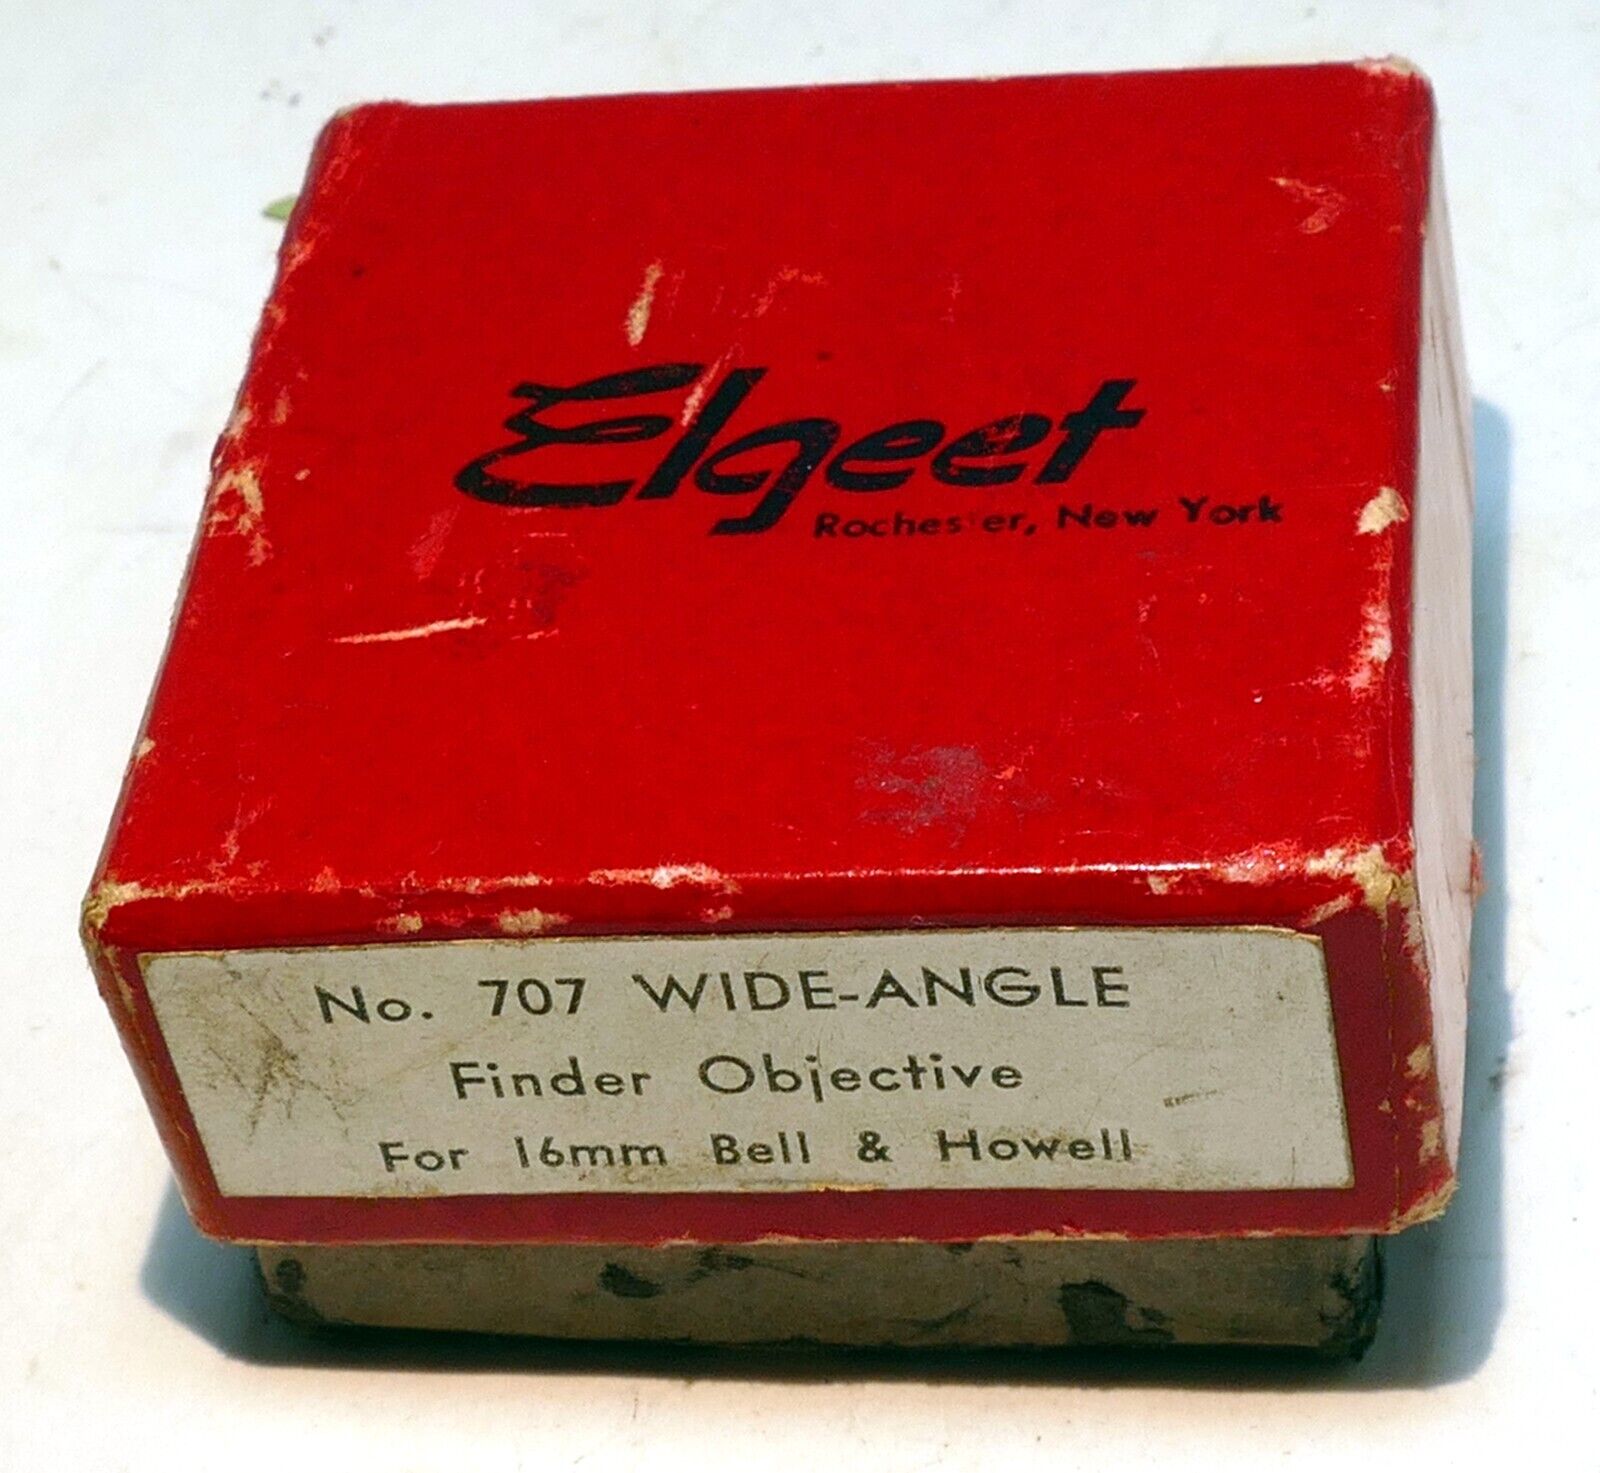 Elgeet
Rochester, New York
No. 707 WIDE-ANGLE
Finder Objective
For 16mm Bell & Howell